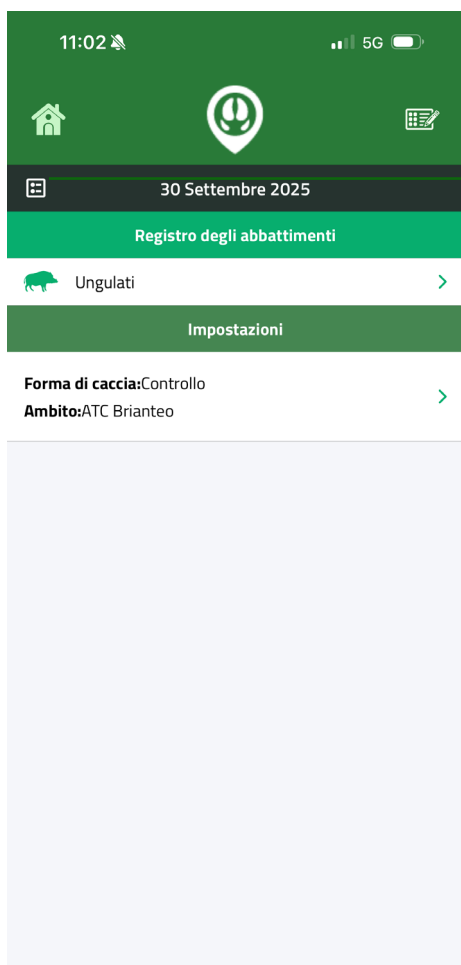 11:02
5G
30 Settembre 2025
Registro degli abbattimenti
Ungulati
Impostazioni
Forma di caccia:Controllo
Ambito:ATC Brianteo